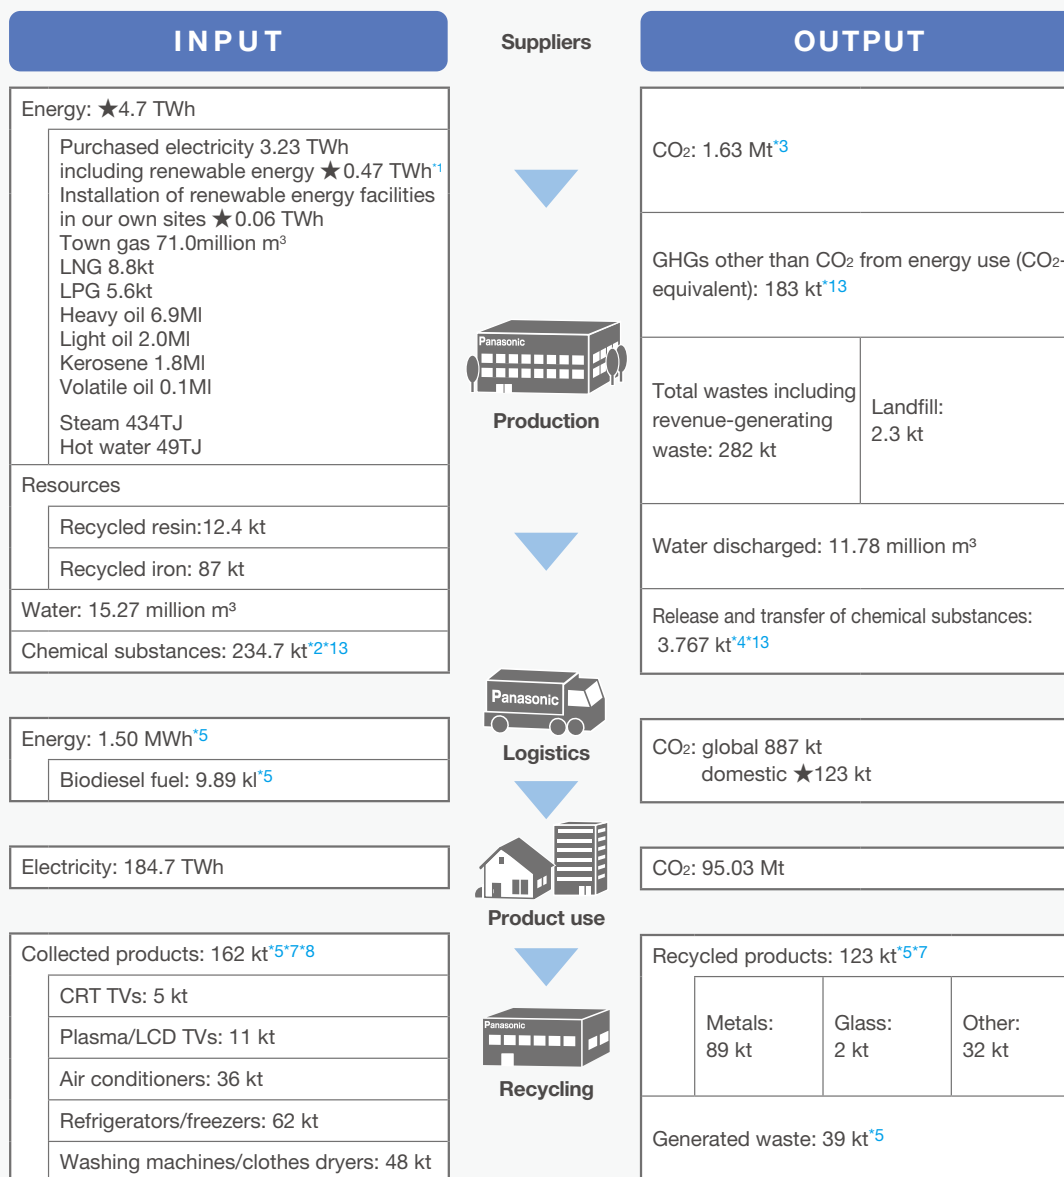 INPUT
Suppliers
OUTPUT
Energy: ★4.7 TWh
Purchased electricity 3.23 TWh
including renewable energy ★0.47 TWh*1
Installation of renewable energy facilities
in our own sites ★0.06 TWh
Town gas 71.0million m³
LNG 8.8kt
LPG 5.6kt
Heavy oil 6.9Ml
Light oil 2.0Ml
Kerosene 1.8Ml
Volatile oil 0.1Ml
Steam 434TJ
Hot water 49TJ
Resources
Recycled resin:12.4 kt
Recycled iron: 87 kt
Water: 15.27 million m³
Chemical substances: 234.7 kt*2*13
Panasonic
Production
CO₂: 1.63 Mt*3
GHGs other than CO₂ from energy use (CO₂-
equivalent): 183 kt*13
Total wastes including
revenue-generating
waste: 282 kt
Landfill:
2.3 kt
Water discharged: 11.78 million m³
Release and transfer of chemical substances:
3.767 kt*4*13
Energy: 1.50 MWh*5
Biodiesel fuel: 9.89 kl*5
Panasonic
Logistics
CO₂: global 887 kt
domestic ★123 kt
Electricity: 184.7 TWh
Product use
CO₂: 95.03 Mt
Collected products: 162 kt*5*7*8
CRT TVs: 5 kt
Plasma/LCD TVs: 11 kt
Air conditioners: 36 kt
Refrigerators/freezers: 62 kt
Washing machines/clothes dryers: 48 kt
Panasonic
Recycling
Recycled products: 123 kt*5*7
Metals:
89 kt
Glass:
2 kt
Other:
32 kt
Generated waste: 39 kt*5